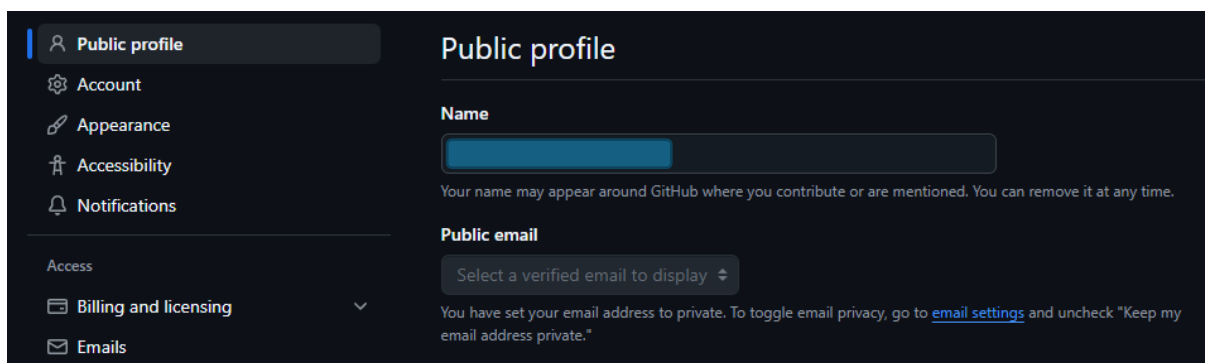 Public profile
Account
Appearance
Accessibility
Notifications
Access
Billing and licensing
Emails
Public profile
Name
Your name may appear around GitHub where you contribute or are mentioned. You can remove it at any time.
Public email
Select a verified email to display
You have set your email address to private. To toggle email privacy, go to email settings and uncheck "Keep my
email address private."